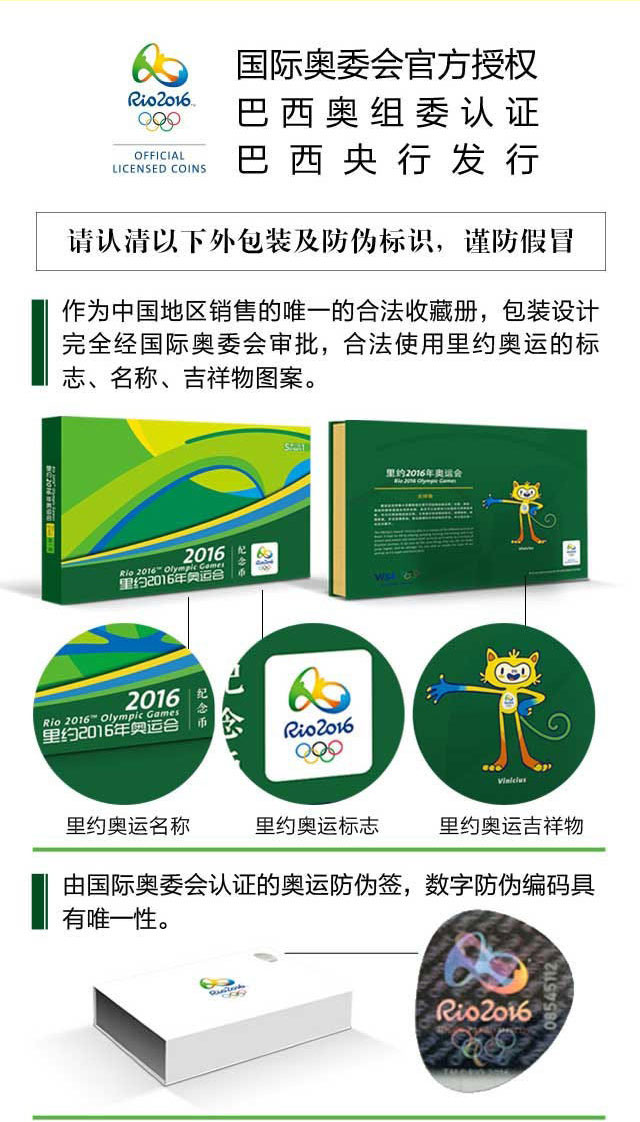 国际奥委会官方授权
巴西奥组委认证
巴西央行发行
Rio2016
OFFICIAL
LICENSED COINS
请认清以下外包装及防伪标识，谨防假冒
作为中国地区销售的唯一的合法收藏册，包装设计
完全经国际奥委会审批，合法使用里约奥运的标
志、名称、吉祥物图案。
2016
Rio 2016™ Olympic Games
里约2016年奥运会
纪念币
里约2016年奥运会
Rio 2016 Olympic Games
吉祥物
Vinicius
VISA
2016
Rio 2016™ Olympic Games
里约2016年奥运会
纪念币
纪念币
Rio2016
Vinicius
里约奥运名称
里约奥运标志
里约奥运吉祥物
由国际奥委会认证的奥运防伪签，数字防伪编码具
有唯一性。
Rio2016
Rio2016
08545112